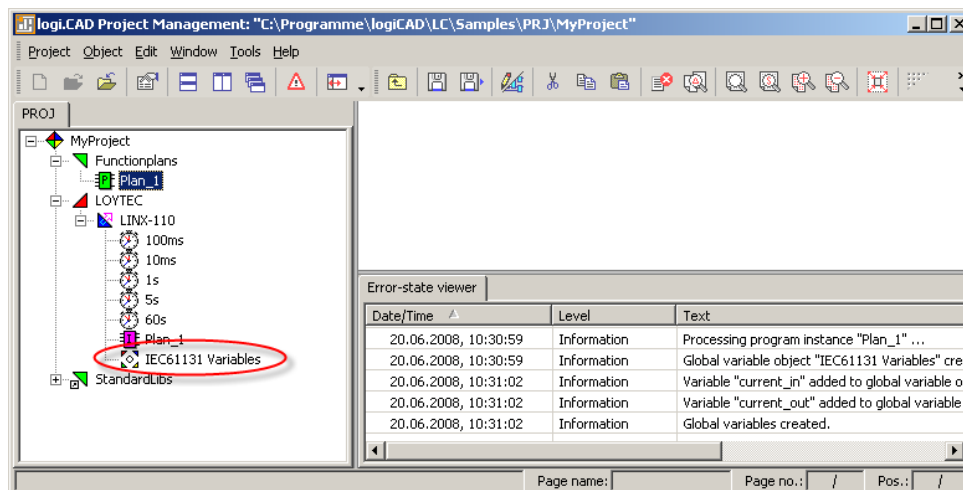 logi.CAD Project Management: "C:\Programme\logiCAD\LC\Samples\PRJ\MyProject"
Project Object Edit Window Tools Help
PROJ
MyProject
Functionplans
P Plan_1
LOYTEC
LINX-110
100ms
10ms
1s
5s
60s
I Plan_1
IEC61131 Variables
StandardLibs
Error-state viewer
Date/Time Level Text
20.06.2008, 10:30:59 Information Processing program instance "Plan_1" ...
20.06.2008, 10:30:59 Information Global variable object "IEC61131 Variables" cre
20.06.2008, 10:31:02 Information Variable "current_in" added to global variable o
20.06.2008, 10:31:02 Information Variable "current_out" added to global variable
20.06.2008, 10:31:02 Information Global variables created.
Page name: Page no.: / Pos.: /